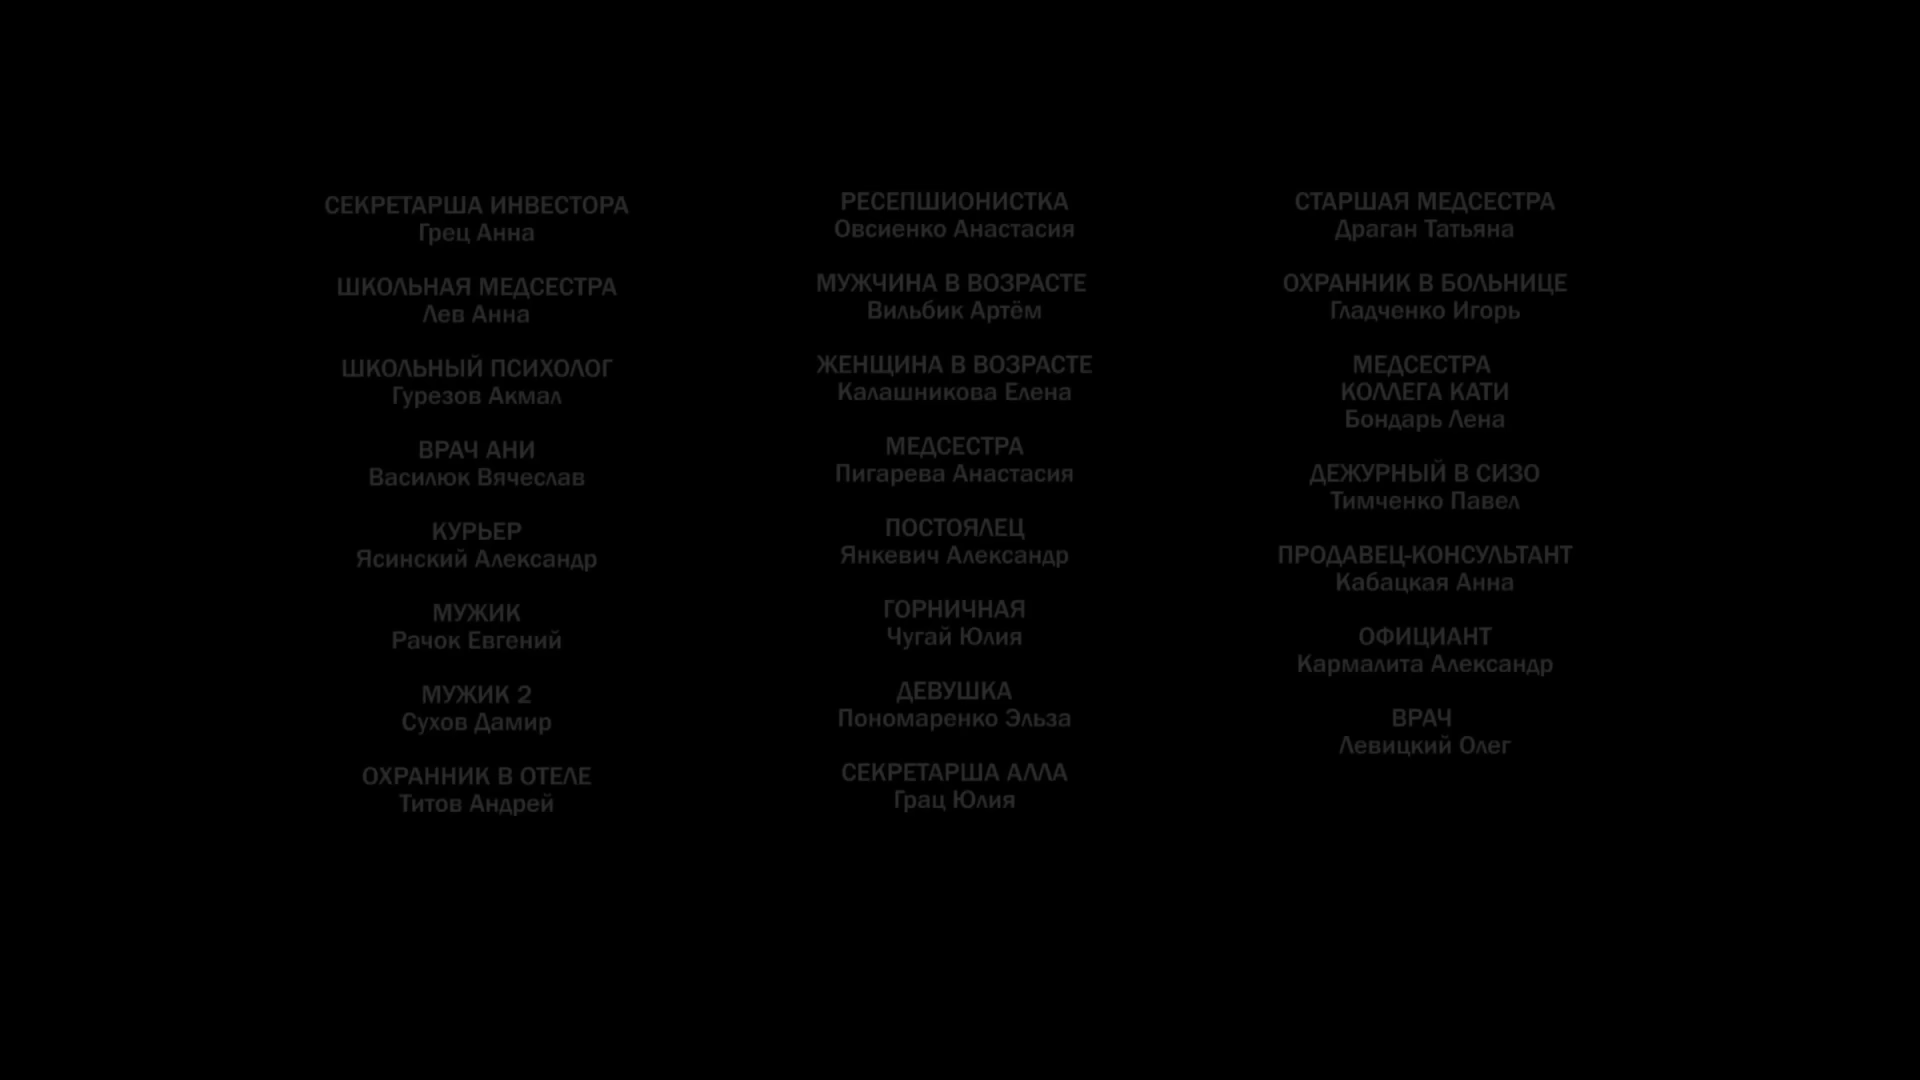 СЕКРЕТАРША ИНВЕСТОРА
Грец Анна
ШКОЛЬНАЯ МЕДСЕСТРА
Лев Анна
ШКОЛЬНЫЙ ПСИХОЛОГ
Гурезов Акмал
ВРАЧ АНИ
Василюк Вячеслав
КУРЬЕР
Ясинский Александр
МУЖИК
Рачок Евгений
МУЖИК 2
Сухов Дамир
ОХРАННИК В ОТЕЛЕ
Титов Андрей
РЕСЕПШИОНИСТКА
Овсиенко Анастасия
МУЖЧИНА В ВОЗРАСТЕ
Вильбик Артём
ЖЕНЩИНА В ВОЗРАСТЕ
Калашникова Елена
МЕДСЕСТРА
Пигарева Анастасия
ПОСТОЯЛЕЦ
Янкевич Александр
ГОРНИЧНАЯ
Чугай Юлия
ДЕВУШКА
Пономаренко Эльза
СЕКРЕТАРША АЛЛА
Грац Юлия
СТАРШАЯ МЕДСЕСТРА
Драган Татьяна
ОХРАННИК В БОЛЬНИЦЕ
Гладченко Игорь
МЕДСЕСТРА
КОЛЛЕГА КАТИ
Бондарь Лена
ДЕЖУРНЫЙ В СИЗО
Тимченко Павел
ПРОДАВЕЦ-КОНСУЛЬТАНТ
Кабацкая Анна
ОФИЦИАНТ
Кармалита Александр
ВРАЧ
Левицкий Олег